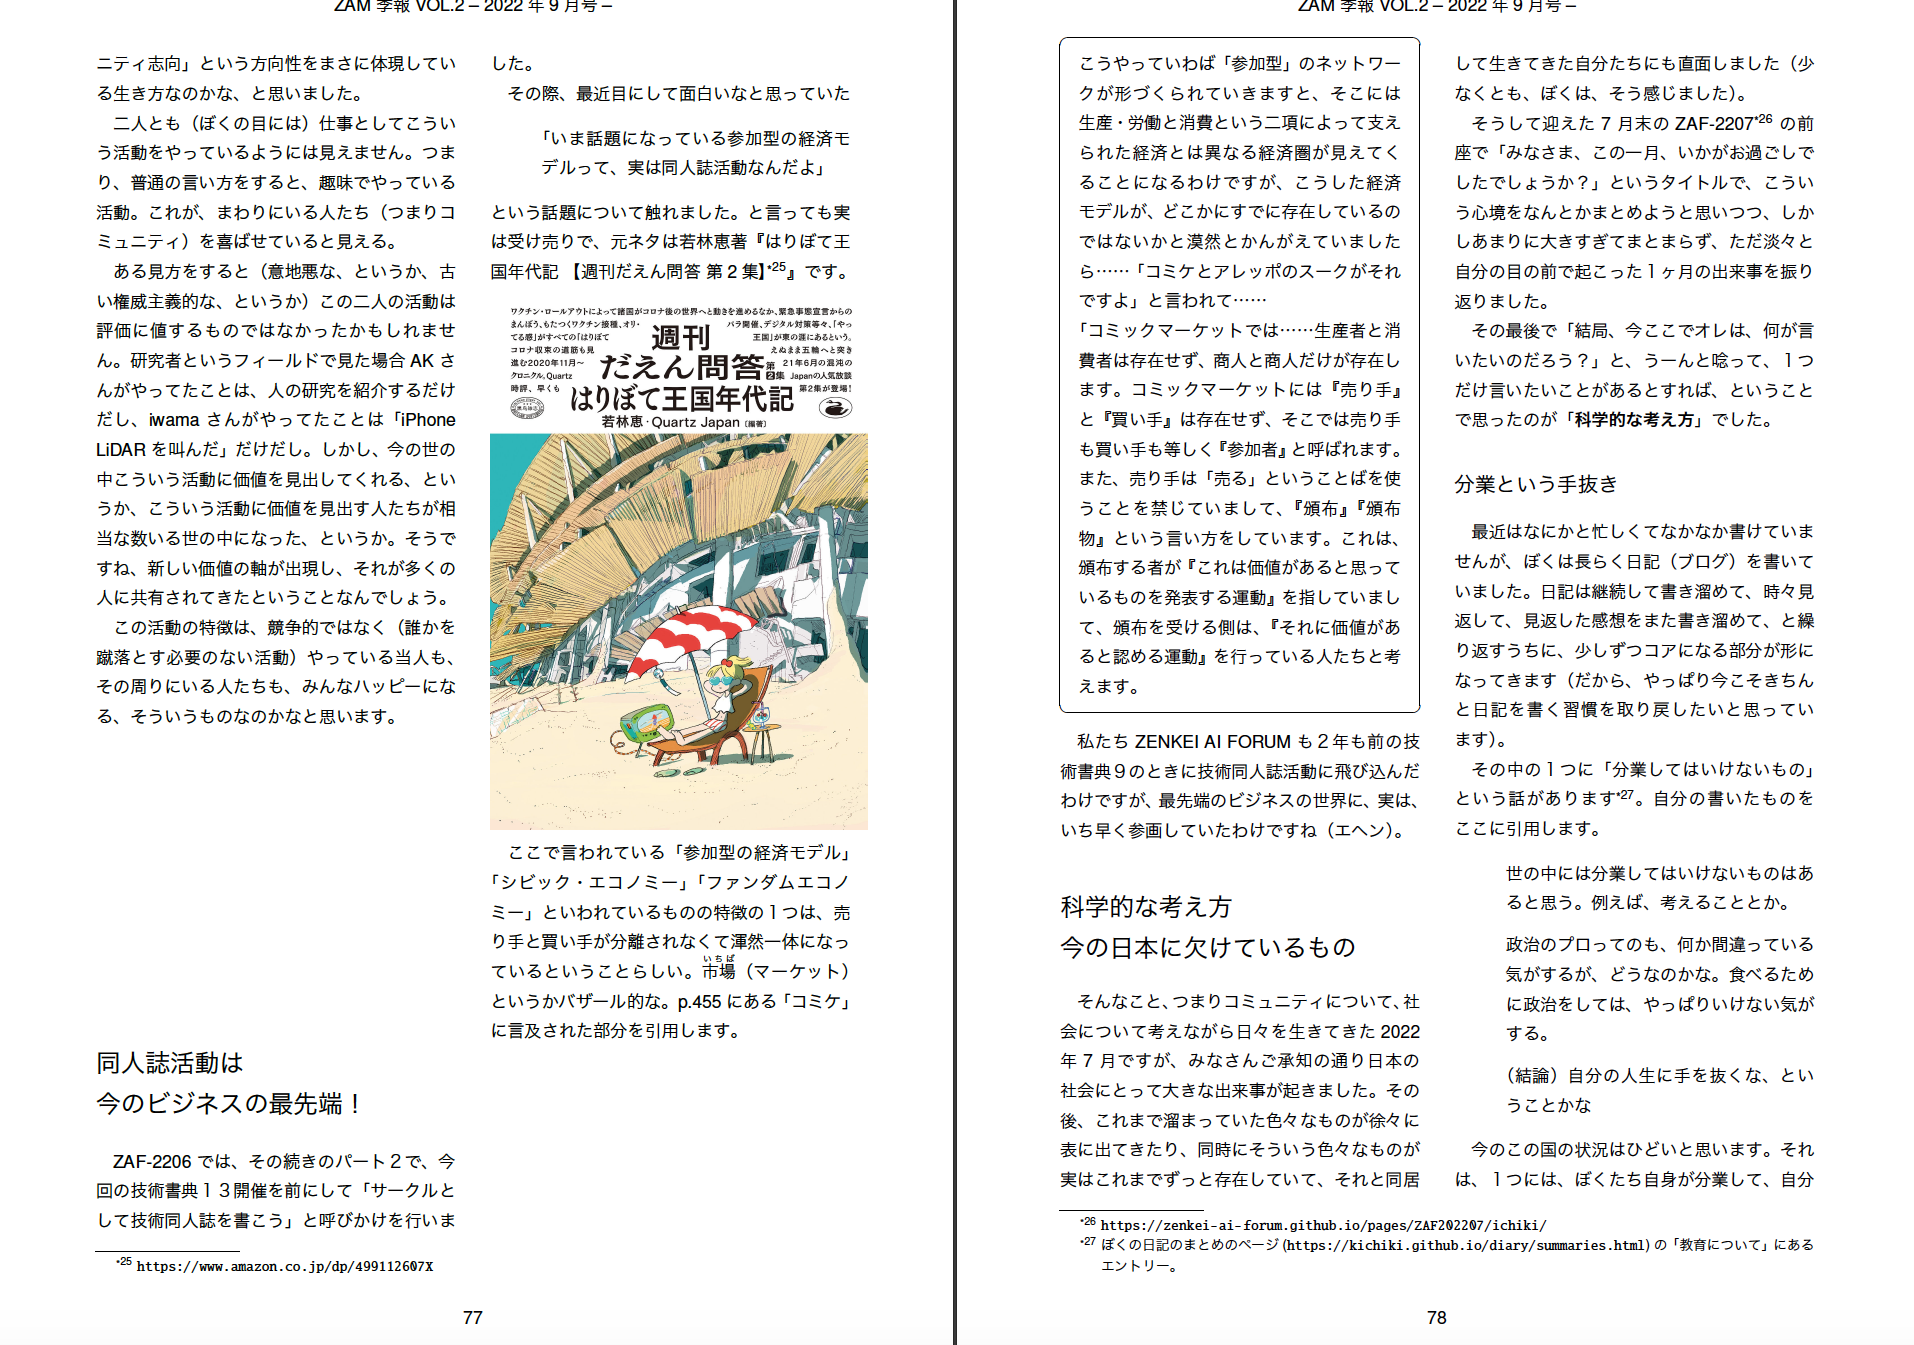 ZAM 季報 VOL.2 – 2022 年 9 月号 –
ニティ志向」という方向性をまさに体現してい
る生き方なのかな、と思いました。
二人とも（ぼくの目には）仕事としてこうい
う活動をやっているようには見えません。つま
り、普通の言い方をすると、趣味でやっている
活動。これが、まわりにいる人たち（つまりコ
ミュニティ）を喜ばせていると見える。
ある見方をすると（意地悪な、というか、古
い権威主義的な、というか）この二人の活動は
評価に値するものではなかったかもしれませ
ん。研究者というフィールドで見た場合 AK さ
んがやってたことは、人の研究を紹介するだけ
だし、iwama さんがやってたことは「iPhone
LiDAR を叫んだ」だけだし。しかし、今の世の
中こういう活動に価値を見出してくれる、とい
うか、こういう活動に価値を見出す人たちが相
当な数いる世の中になった、というか。そうで
すね、新しい価値の軸が出現し、それが多くの
人に共有されてきたということなんでしょう。
この活動の特徴は、競争的ではなく（誰かを
蹴落とす必要のない活動）やっている当人も、
その周りにいる人たちも、みんなハッピーにな
る、そういうものなのかなと思います。
同人誌活動は
今のビジネスの最先端！
ZAF-2206 では、その続きのパート２で、今
回の技術書典１３開催を前にして「サークルと
して技術同人誌を書こう」と呼びかけを行いま
した。
その際、最近目にして面白いなと思っていた
「いま話題になっている参加型の経済モ
デルって、実は同人誌活動なんだよ」
という話題について触れました。と言っても実
は受け売りで、元ネタは若林恵著『はりぼて王
国年代記 【週刊だえん問答 第 2 集】*25』です。
ワクチン・ロールアウトによって諸国がコロナ後の世界へと動きを進めるなか、緊急事態宣言からの
まんぼう、もたつくワクチン接種、オリ・パラ開催、デジタル対策等々、「やっ
てる感」がすべての「はりぼて王国」が東の涯にあるという。
コロナ収束の道筋も見えぬまま五輪へと突き
進む2020年11月〜21年6月の混沌の
クロニクル。Quartz Japanの人気放談
時評、早くも第2集が登場！
週刊
だえん問答 第2集
はりぼて王国年代記
若林恵・Quartz Japan〔編著〕
ここで言われている「参加型の経済モデル」
「シビック・エコノミー」「ファンダムエコノ
ミー」といわれているものの特徴の１つは、売
り手と買い手が分離されなくて渾然一体になっ
ているということらしい。市場（マーケット）
いちば
というかバザール的な。p.455 にある「コミケ」
に言及された部分を引用します。
*25 https://www.amazon.co.jp/dp/499112607X
77
ZAM 季報 VOL.2 – 2022 年 9 月号 –
こうやっていわば「参加型」のネットワー
クが形づくられていきますと、そこには
生産・労働と消費という二項によって支え
られた経済とは異なる経済圏が見えてく
ることになるわけですが、こうした経済
モデルが、どこかにすでに存在しているの
ではないかと漠然とかんがえていました
ら……「コミケとアレッポのスークがそれ
ですよ」と言われて……
「コミックマーケットでは……生産者と消
費者は存在せず、商人と商人だけが存在し
ます。コミックマーケットには『売り手』
と『買い手』は存在せず、そこでは売り手
も買い手も等しく『参加者』と呼ばれます。
また、売り手は「売る」ということばを使
うことを禁じていまして、『頒布』『頒布
物』という言い方をしています。これは、
頒布する者が『これは価値があると思って
いるものを発表する運動』を指していまし
て、頒布を受ける側は、『それに価値があ
ると認める運動』を行っている人たちと考
えます。
私たち ZENKEI AI FORUM も２年も前の技
術書典９のときに技術同人誌活動に飛び込んだ
わけですが、最先端のビジネスの世界に、実は、
いち早く参画していたわけですね（エヘン）。
科学的な考え方
今の日本に欠けているもの
そんなこと、つまりコミュニティについて、社
会について考えながら日々を生きてきた 2022
年 7 月ですが、みなさんご承知の通り日本の
社会にとって大きな出来事が起きました。その
後、これまで溜まっていた色々なものが徐々に
表に出てきたり、同時にそういう色々なものが
実はこれまでずっと存在していて、それと同居
して生きてきた自分たちにも直面しました（少
なくとも、ぼくは、そう感じました）。
そうして迎えた 7 月末の ZAF-2207*26 の前
座で「みなさま、この一月、いかがお過ごしで
したでしょうか？」というタイトルで、こうい
う心境をなんとかまとめようと思いつつ、しか
しあまりに大きすぎてまとまらず、ただ淡々と
自分の目の前で起こった１ヶ月の出来事を振り
返りました。
その最後で「結局、今ここでオレは、何が言
いたいのだろう？」と、うーんと唸って、１つ
だけ言いたいことがあるとすれば、ということ
で思ったのが「科学的な考え方」でした。
分業という手抜き
最近はなにかと忙しくてなかなか書けていま
せんが、ぼくは長らく日記（ブログ）を書いて
いました。日記は継続して書き溜めて、時々見
返して、見返した感想をまた書き溜めて、と繰
り返すうちに、少しずつコアになる部分が形に
なってきます（だから、やっぱり今こそきちん
と日記を書く習慣を取り戻したいと思ってい
ます）。
その中の１つに「分業してはいけないもの」
という話があります*27。自分の書いたものを
ここに引用します。
世の中には分業してはいけないものはあ
ると思う。例えば、考えることとか。
政治のプロってのも、何か間違っている
気がするが、どうなのかな。食べるため
に政治をしては、やっぱりいけない気が
する。
（結論）自分の人生に手を抜くな、とい
うことかな
今のこの国の状況はひどいと思います。それ
は、１つには、ぼくたち自身が分業して、自分
*26 https://zenkei-ai-forum.github.io/pages/ZAF202207/ichiki/
*27 ぼくの日記のまとめのページ (https://kichiki.github.io/diary/summaries.html) の「教育について」にある
エントリー。
78